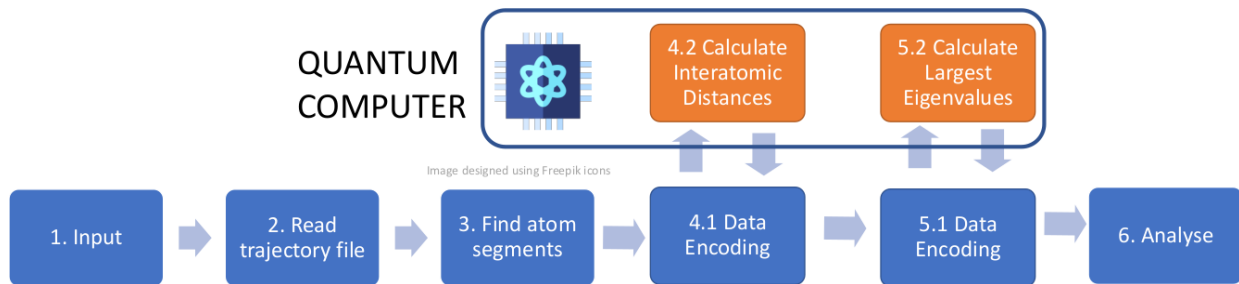 QUANTUM
COMPUTER
4.2 Calculate
Interatomic
Distances
5.2 Calculate
Largest
Eigenvalues
Image designed using Freepik icons
1. Input
2. Read
trajectory file
3. Find atom
segments
4.1 Data
Encoding
5.1 Data
Encoding
6. Analyse